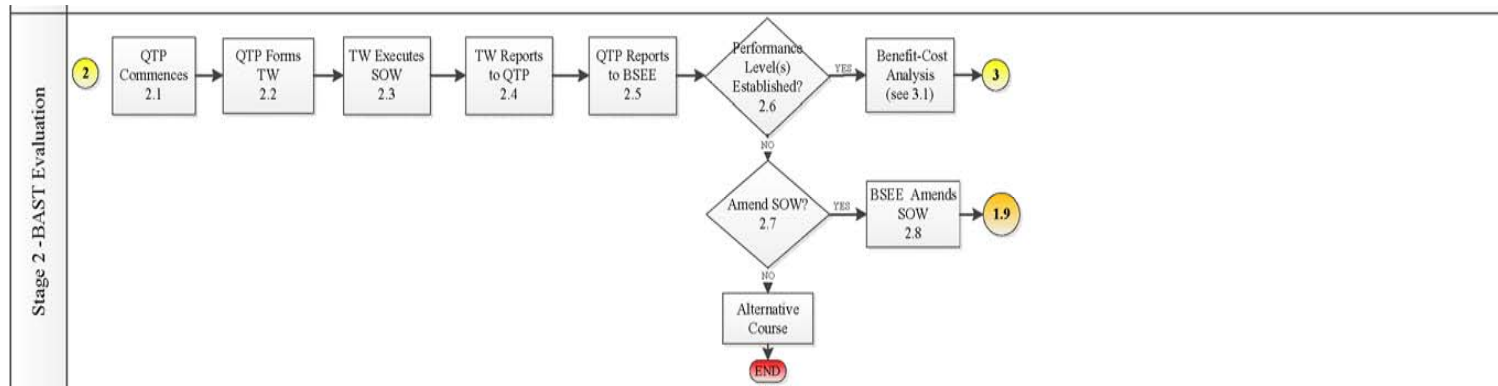 Stage 2 -BAST Evaluation
2
QTP
Commences
2.1
QTP Forms
TW
2.2
TW Executes
SOW
2.3
TW Reports
to QTP
2.4
QTP Reports
to BSEE
2.5
Performance
Level(s)
Established?
2.6
YES
Benefit-Cost
Analysis
(see 3.1)
3
NO
Amend SOW?
2.7
YES
BSEE Amends
SOW
2.8
1.9
NO
Alternative
Course
END